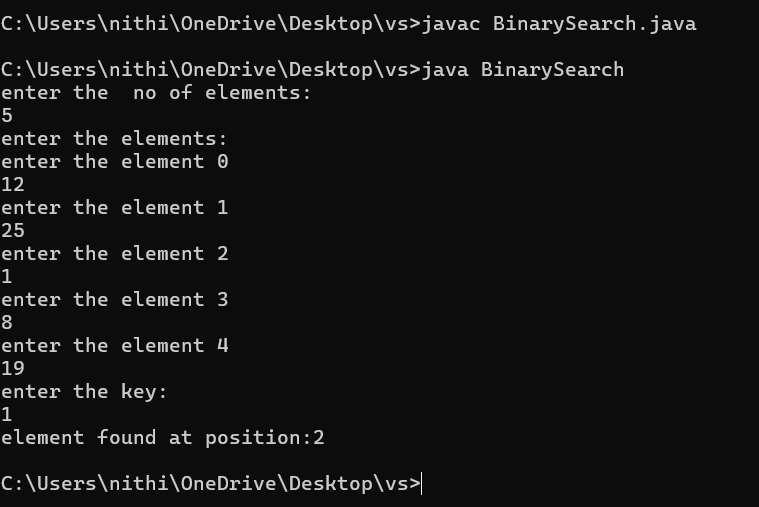 C:\Users\nithi\OneDrive\Desktop\vs>javac BinarySearch.java
C:\Users\nithi\OneDrive\Desktop\vs>java BinarySearch
enter the  no of elements:
5
enter the elements:
enter the element 0
12
enter the element 1
25
enter the element 2
1
enter the element 3
8
enter the element 4
19
enter the key:
1
element found at position:2
C:\Users\nithi\OneDrive\Desktop\vs>